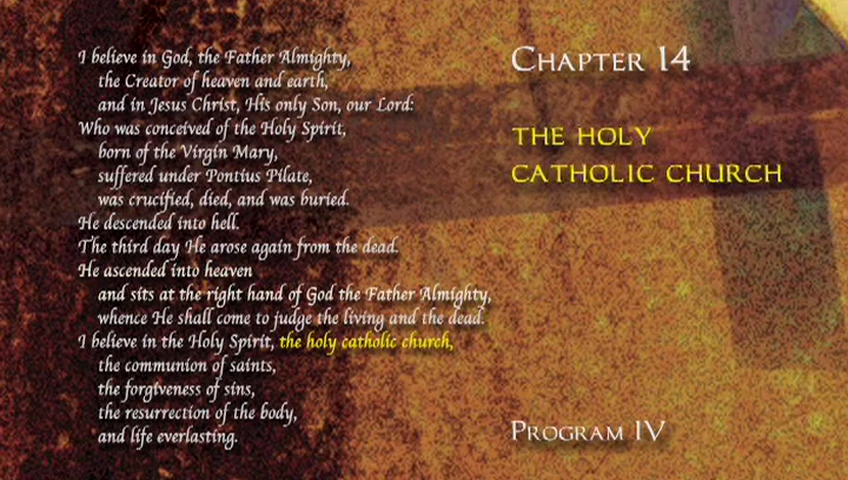 I believe in God, the Father Almighty,
the Creator of heaven and earth,
and in Jesus Christ, His only Son, our Lord:
Who was conceived of the Holy Spirit,
born of the Virgin Mary,
suffered under Pontius Pilate,
was crucified, died, and was buried.
He descended into hell.
The third day He arose again from the dead.
He ascended into heaven
and sits at the right hand of God the Father Almighty,
whence He shall come to judge the living and the dead.
I believe in the Holy Spirit, the holy catholic church,
the communion of saints,
the forgiveness of sins,
the resurrection of the body,
and life everlasting.
Chapter 14
THE HOLY
CATHOLIC CHURCH
Program IV